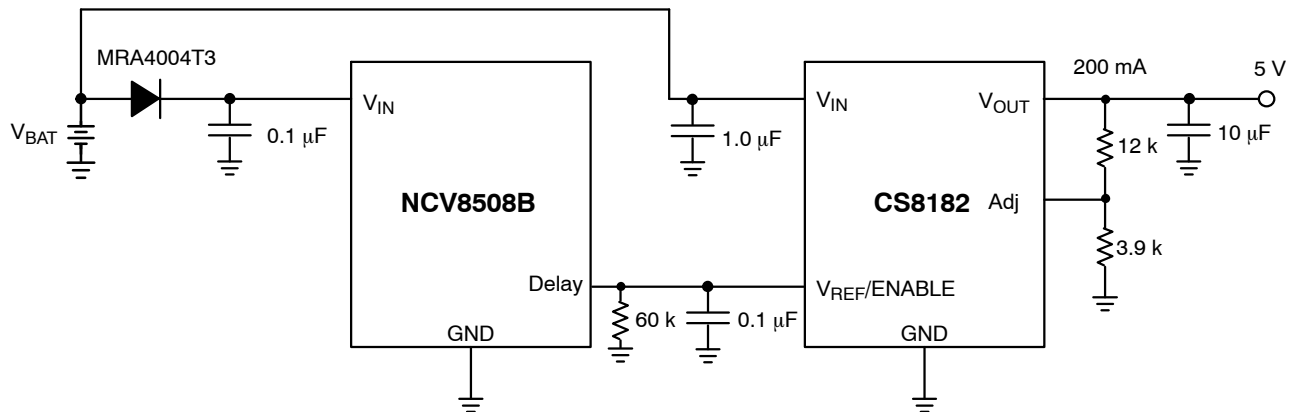 MRA4004T3
200 mA
5 V
V_BAT
0.1 μF
V_IN
NCV8508B
Delay
GND
60 k
0.1 μF
1.0 μF
V_IN
V_OUT
CS8182
Adj
V_REF/ENABLE
GND
12 k
10 μF
3.9 k